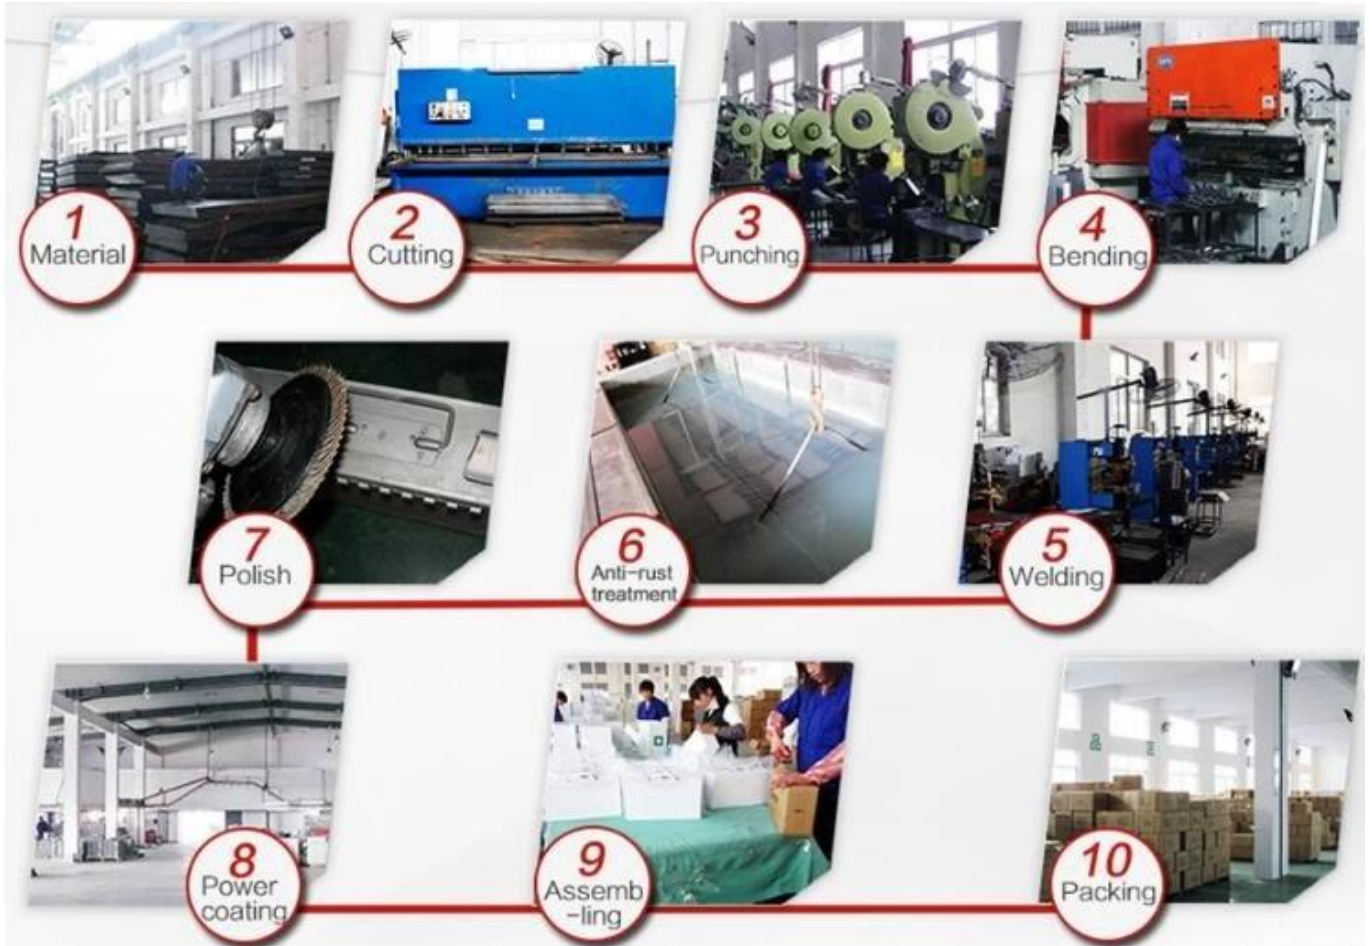 1
Material
2
Cutting
3
Punching
4
Bending
5
Welding
6
Anti-rust
treatment
7
Polish
8
Power
coating
9
Assemb
-ling
10
Packing